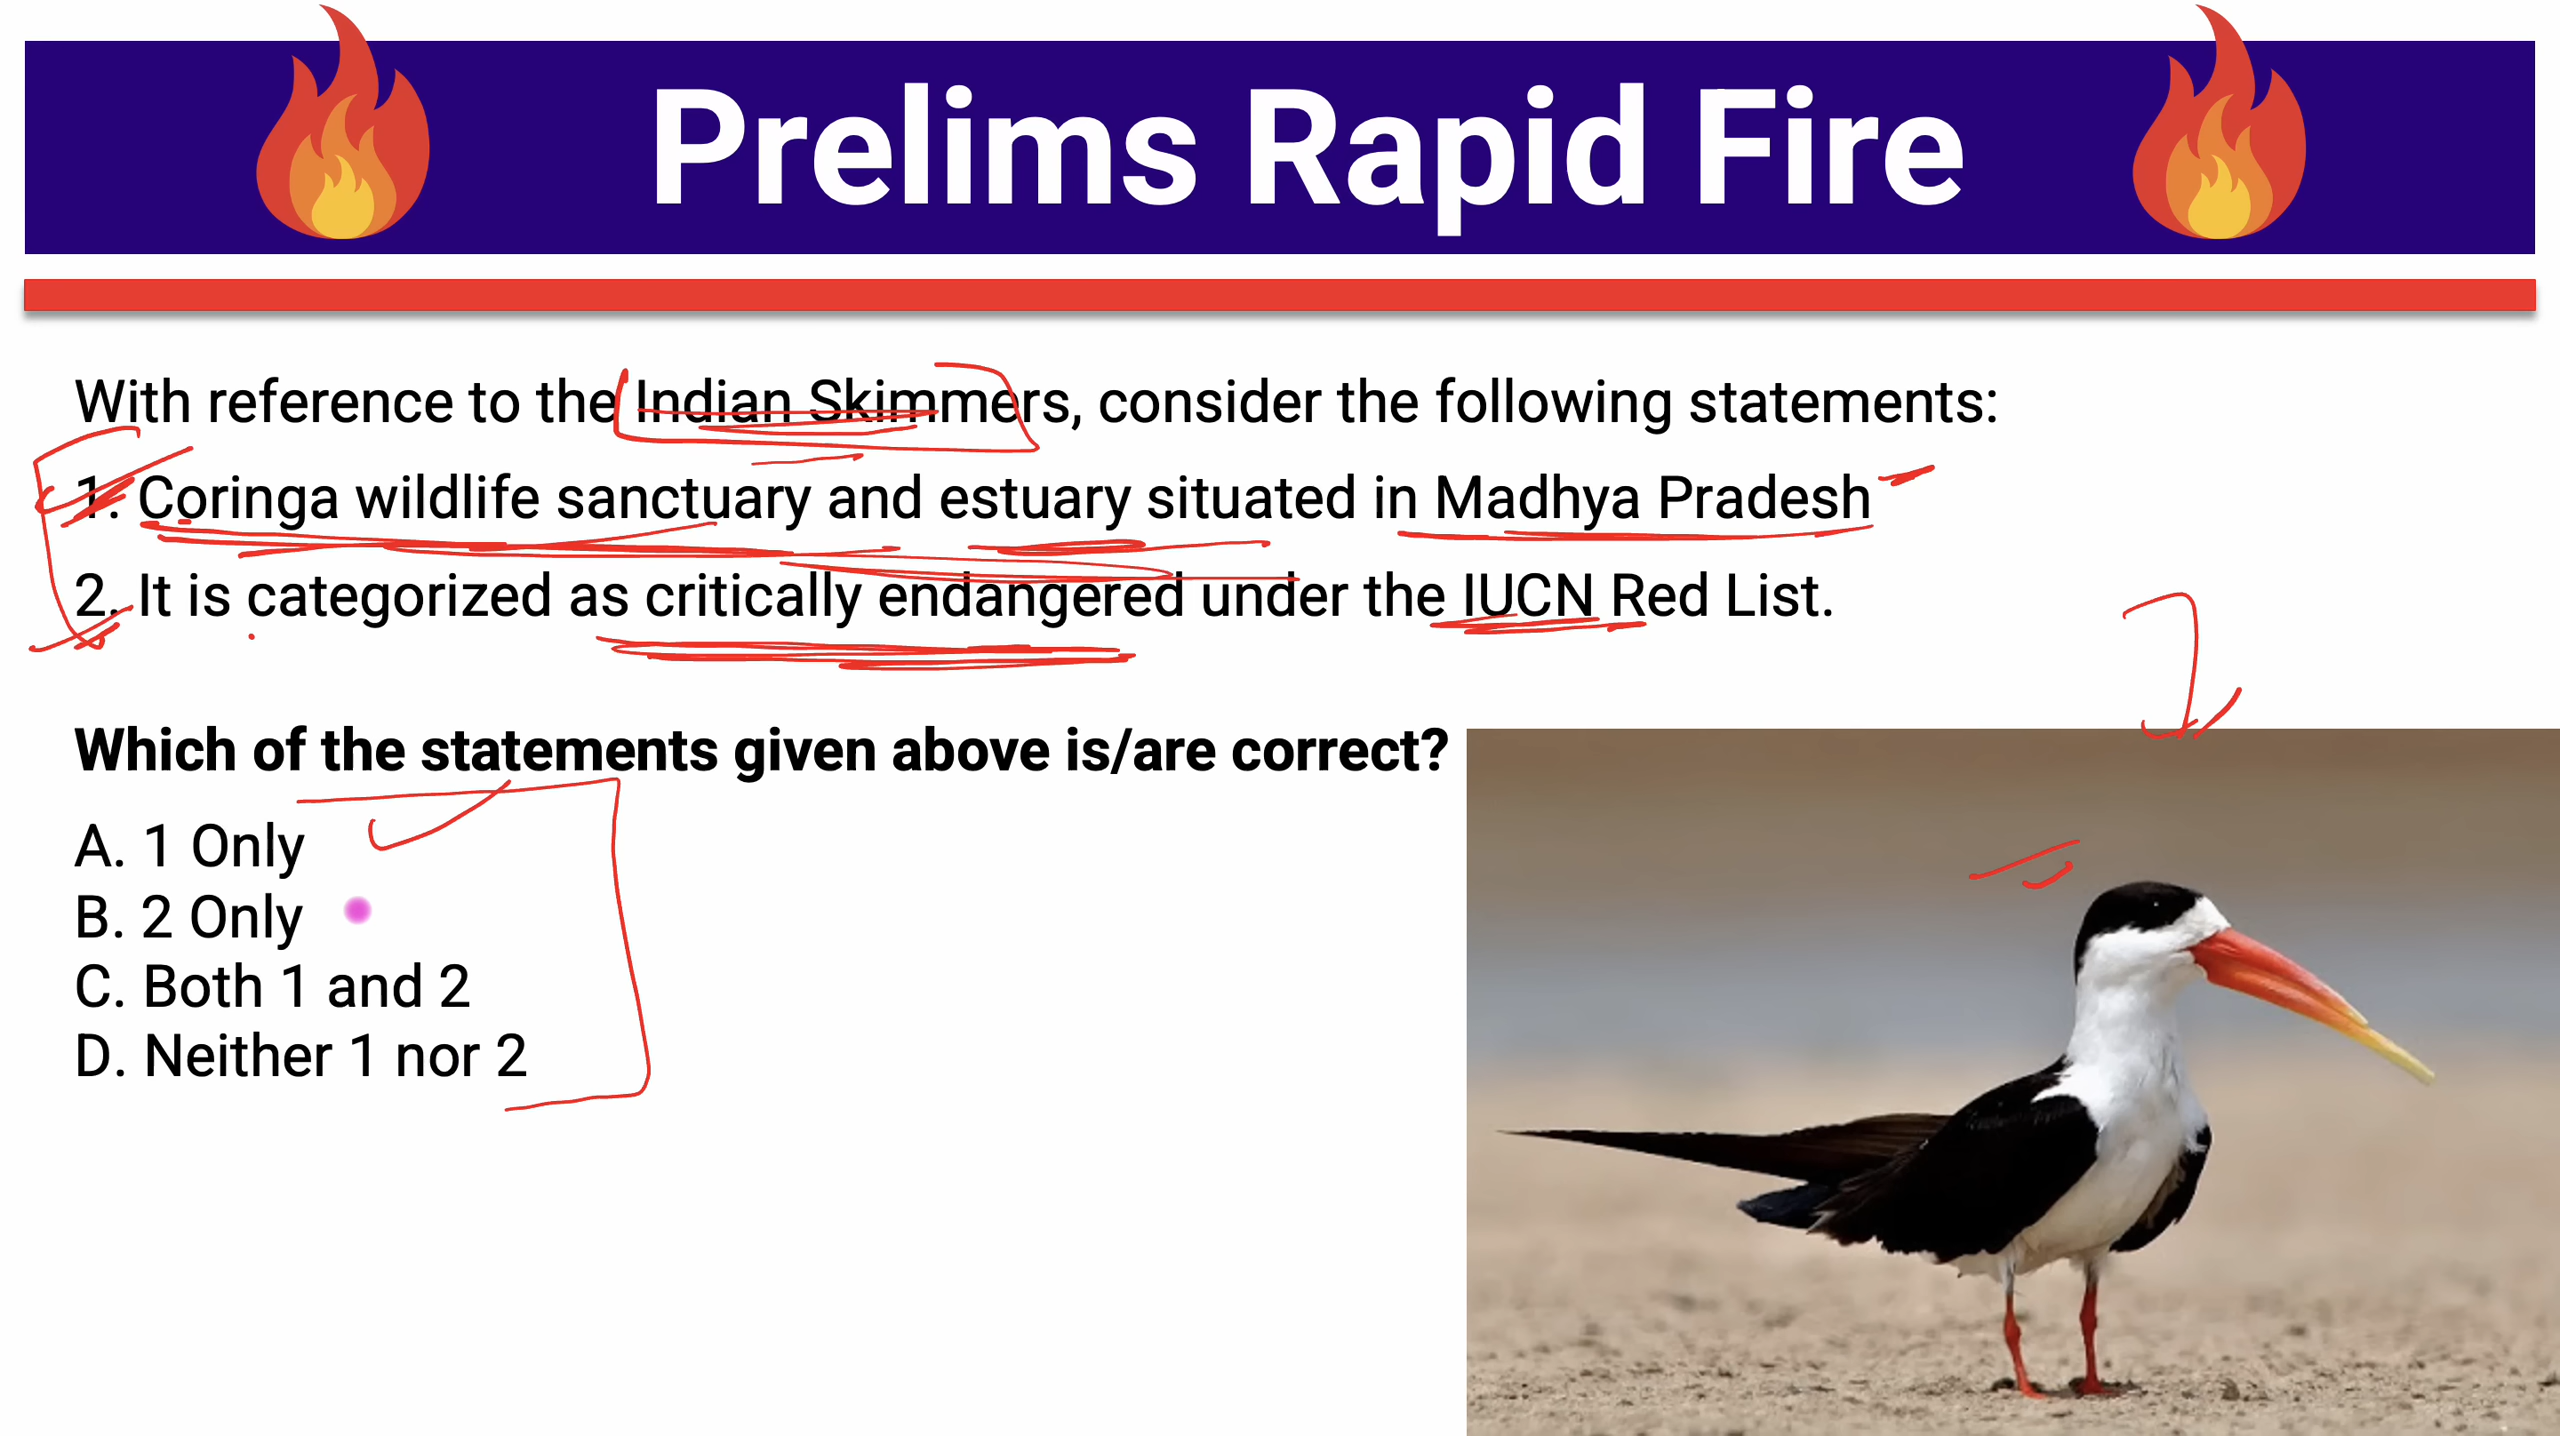 Prelims Rapid Fire
With reference to the Indian Skimmers, consider the following statements:
1. Coringa wildlife sanctuary and estuary situated in Madhya Pradesh
2. It is categorized as critically endangered under the IUCN Red List.
Which of the statements given above is/are correct?
A. 1 Only
B. 2 Only
C. Both 1 and 2
D. Neither 1 nor 2